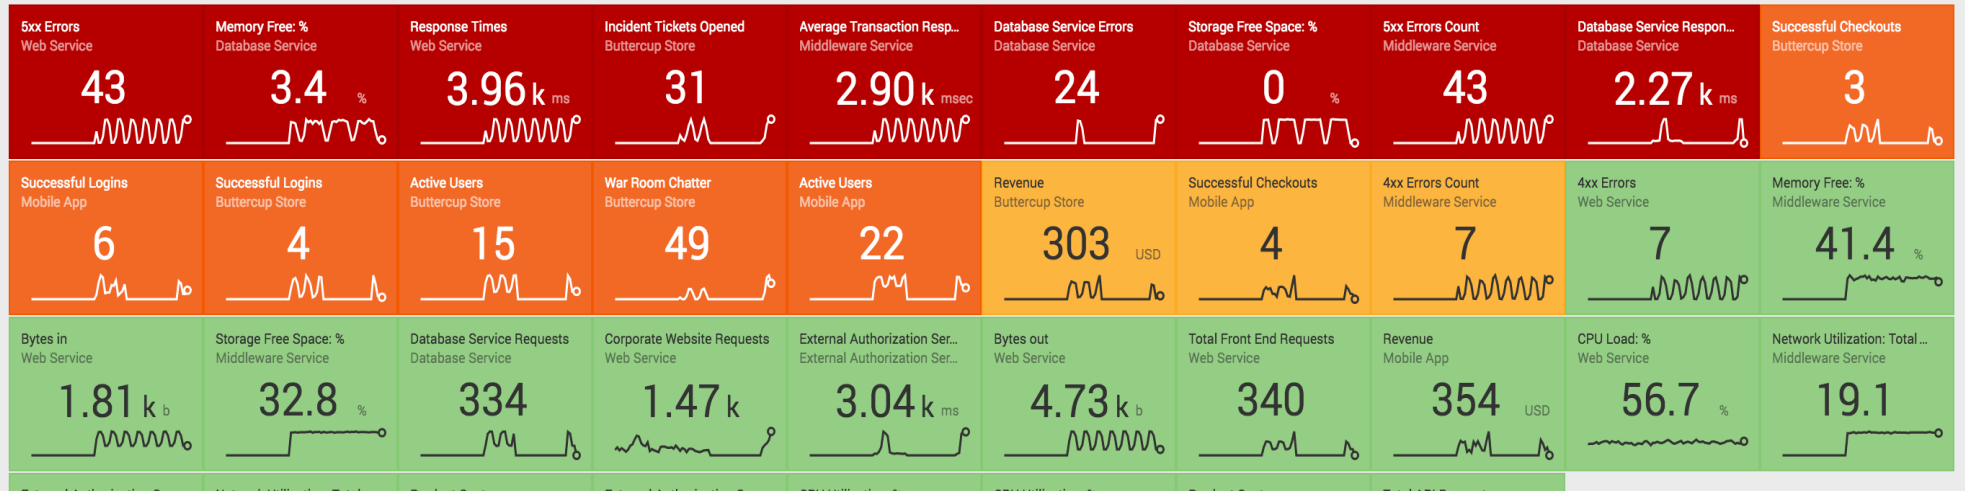 5xx Errors
Web Service
43
Memory Free: %
Database Service
3.4 %
Response Times
Web Service
3.96 k ms
Incident Tickets Opened
Buttercup Store
31
Average Transaction Resp...
Middleware Service
2.90 k msec
Database Service Errors
Database Service
24
Storage Free Space: %
Database Service
0 %
5xx Errors Count
Middleware Service
43
Database Service Respon...
Database Service
2.27 k ms
Successful Checkouts
Buttercup Store
3
Successful Logins
Mobile App
6
Successful Logins
Buttercup Store
4
Active Users
Buttercup Store
15
War Room Chatter
Buttercup Store
49
Active Users
Mobile App
22
Revenue
Buttercup Store
303 USD
Successful Checkouts
Mobile App
4
4xx Errors Count
Middleware Service
7
4xx Errors
Web Service
7
Memory Free: %
Middleware Service
41.4 %
Bytes in
Web Service
1.81 k b
Storage Free Space: %
Middleware Service
32.8 %
Database Service Requests
Database Service
334
Corporate Website Requests
Web Service
1.47 k
External Authorization Ser...
External Authorization Ser...
3.04 k ms
Bytes out
Web Service
4.73 k b
Total Front End Requests
Web Service
340
Revenue
Mobile App
354 USD
CPU Load: %
Web Service
56.7 %
Network Utilization: Total ...
Middleware Service
19.1